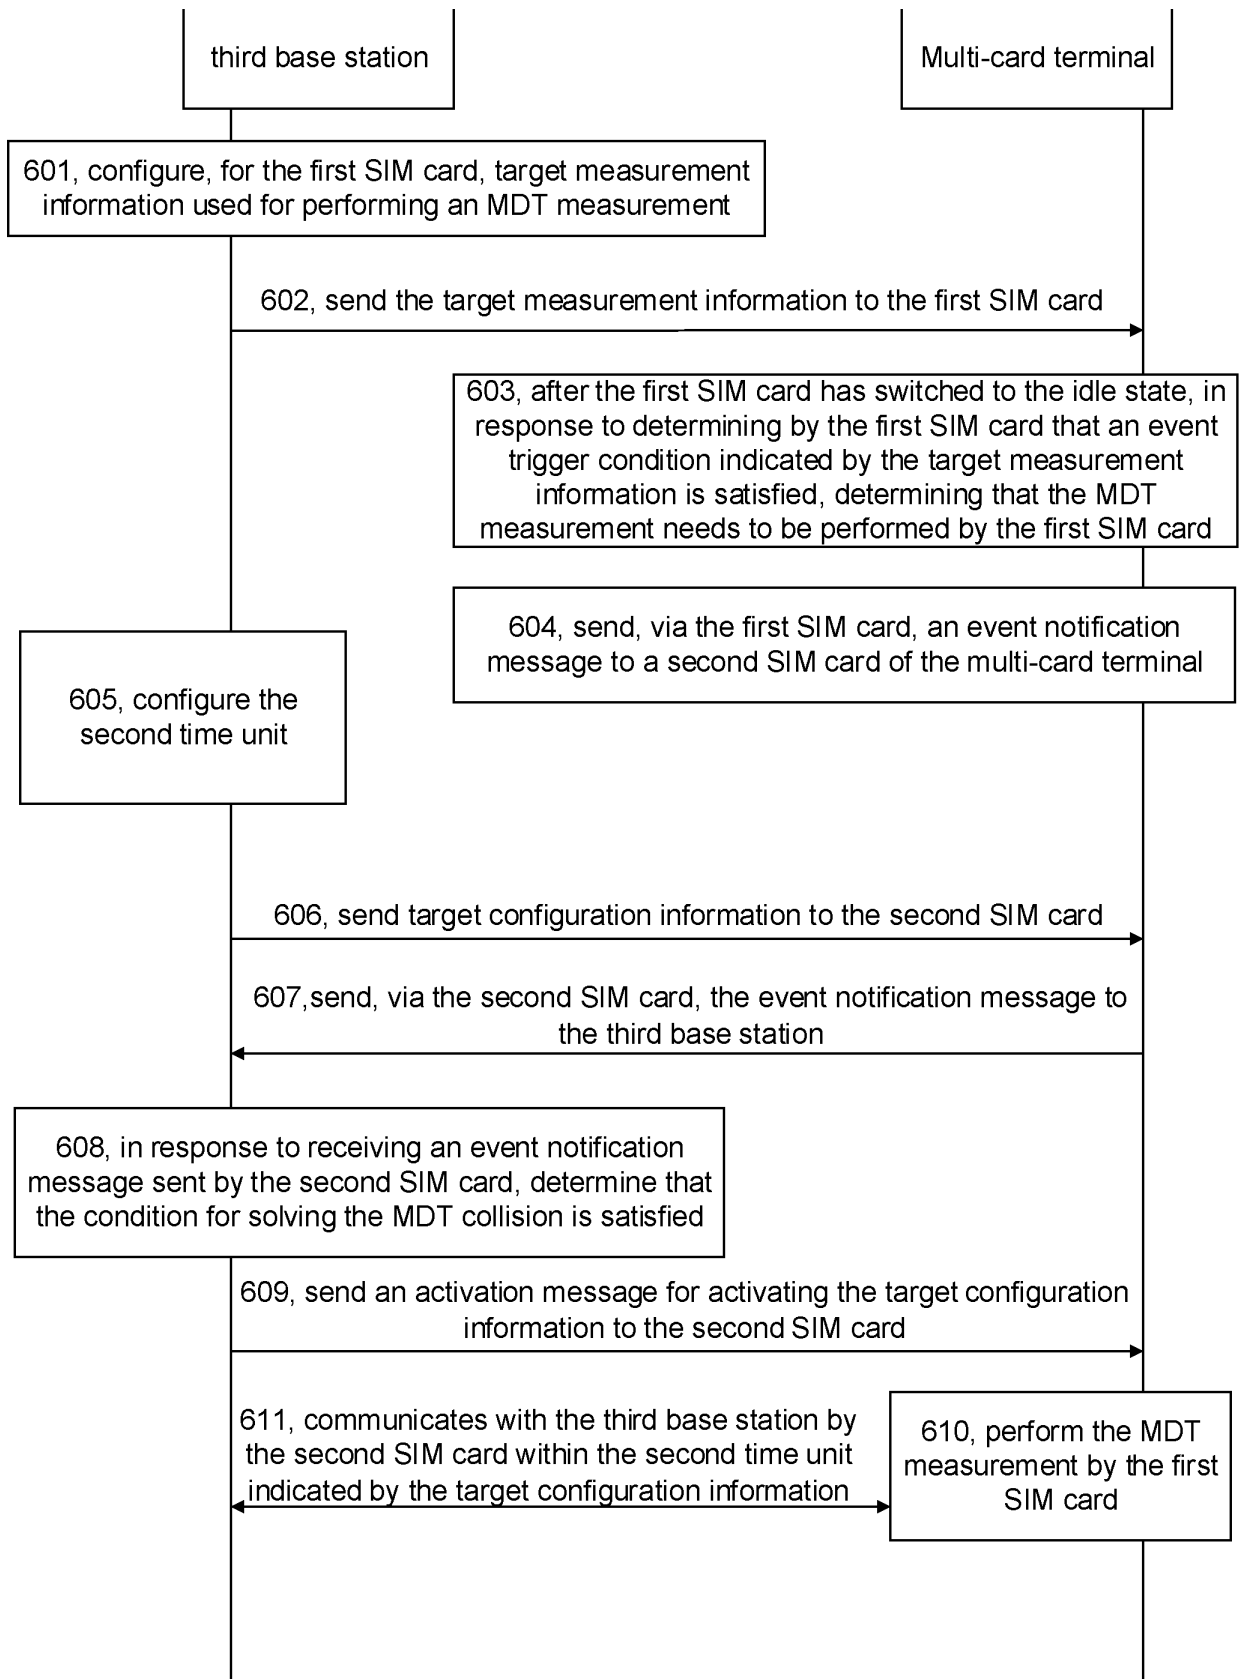 third base station
Multi-card terminal
601, configure, for the first SIM card, target measurement
information used for performing an MDT measurement
602, send the target measurement information to the first SIM card
603, after the first SIM card has switched to the idle state, in
response to determining by the first SIM card that an event
trigger condition indicated by the target measurement
information is satisfied, determining that the MDT
measurement needs to be performed by the first SIM card
604, send, via the first SIM card, an event notification
message to a second SIM card of the multi-card terminal
605, configure the
second time unit
606, send target configuration information to the second SIM card
607,send, via the second SIM card, the event notification message to
the third base station
608, in response to receiving an event notification
message sent by the second SIM card, determine that
the condition for solving the MDT collision is satisfied
609, send an activation message for activating the target configuration
information to the second SIM card
611, communicates with the third base station by
the second SIM card within the second time unit
indicated by the target configuration information
610, perform the MDT
measurement by the first
SIM card